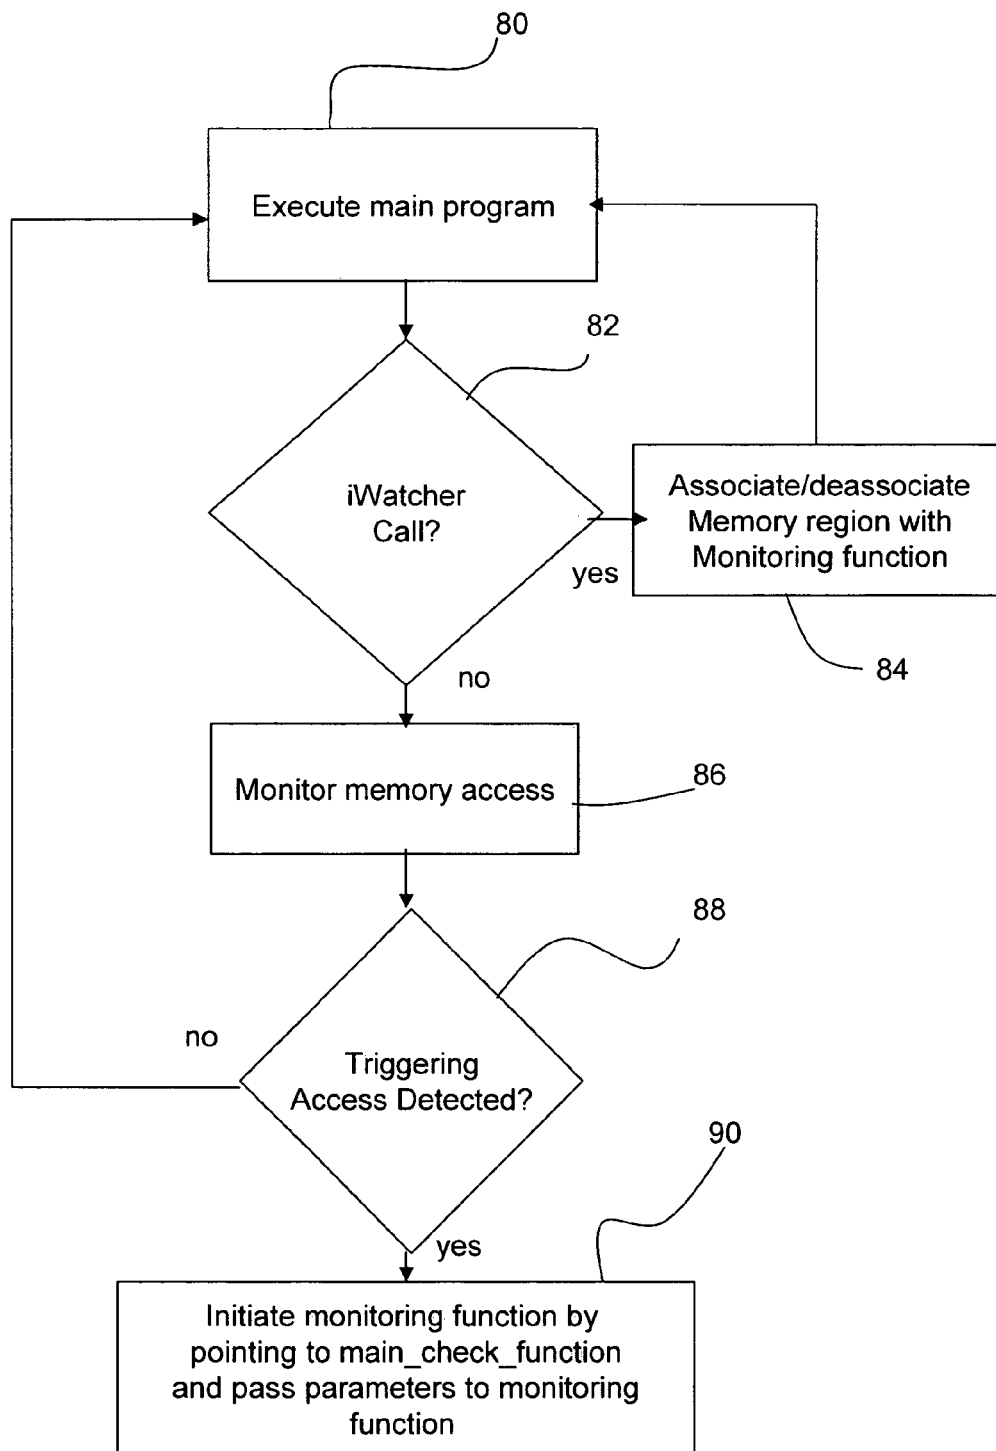 80
Execute main program
82
iWatcher
Call?
yes
Associate/deassociate
Memory region with
Monitoring function
84
no
Monitor memory access
86
88
no
Triggering
Access Detected?
90
yes
Initiate monitoring function by
pointing to main_check_function
and pass parameters to monitoring
function